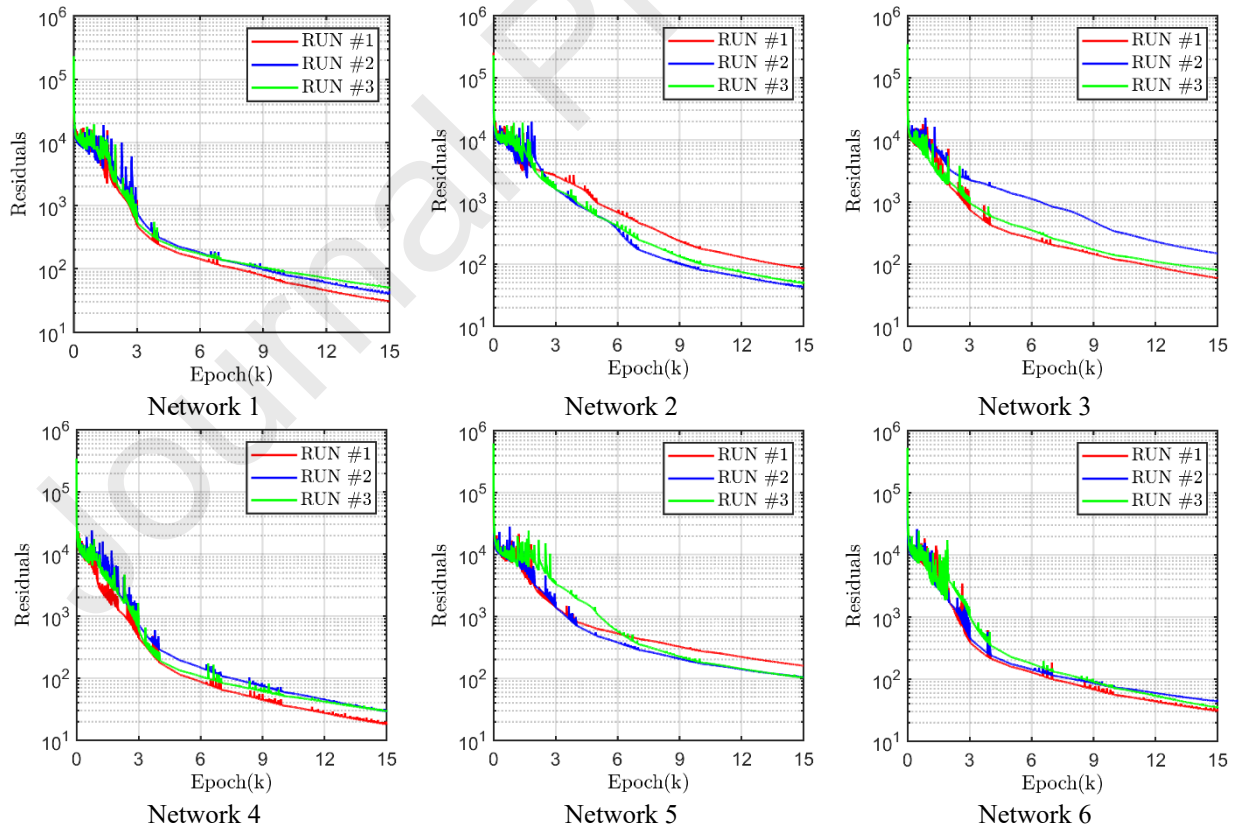 RUN #1
RUN #2
RUN #3
10^6
10^5
10^4
10^3
10^2
10^1
Residuals
0 3 6 9 12 15
Epoch(k)
Network 1
RUN #1
RUN #2
RUN #3
10^6
10^5
10^4
10^3
10^2
10^1
Residuals
0 3 6 9 12 15
Epoch(k)
Network 2
RUN #1
RUN #2
RUN #3
10^6
10^5
10^4
10^3
10^2
10^1
Residuals
0 3 6 9 12 15
Epoch(k)
Network 3
RUN #1
RUN #2
RUN #3
10^6
10^5
10^4
10^3
10^2
10^1
Residuals
0 3 6 9 12 15
Epoch(k)
Network 4
RUN #1
RUN #2
RUN #3
10^6
10^5
10^4
10^3
10^2
10^1
Residuals
0 3 6 9 12 15
Epoch(k)
Network 5
RUN #1
RUN #2
RUN #3
10^6
10^5
10^4
10^3
10^2
10^1
Residuals
0 3 6 9 12 15
Epoch(k)
Network 6
Journal P